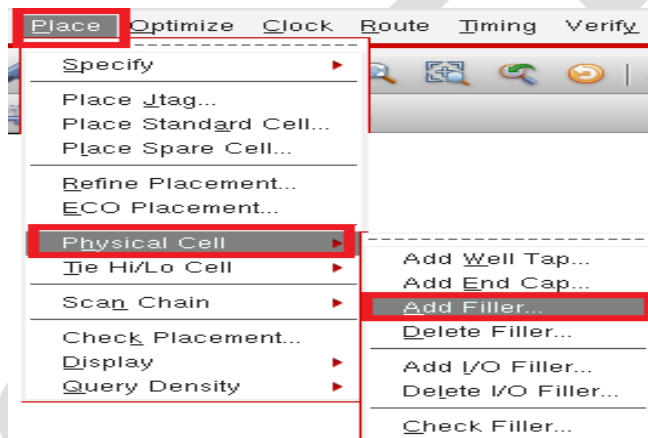 Place Optimize Clock Route Timing Verify
Specify
Place Jtag...
Place Standard Cell...
Place Spare Cell...
Refine Placement...
ECO Placement...
Physical Cell
Tie Hi/Lo Cell
Scan Chain
Check Placement...
Display
Query Density
Add Well Tap...
Add End Cap...
Add Filler...
Delete Filler...
Add I/O Filler...
Delete I/O Filler...
Check Filler...